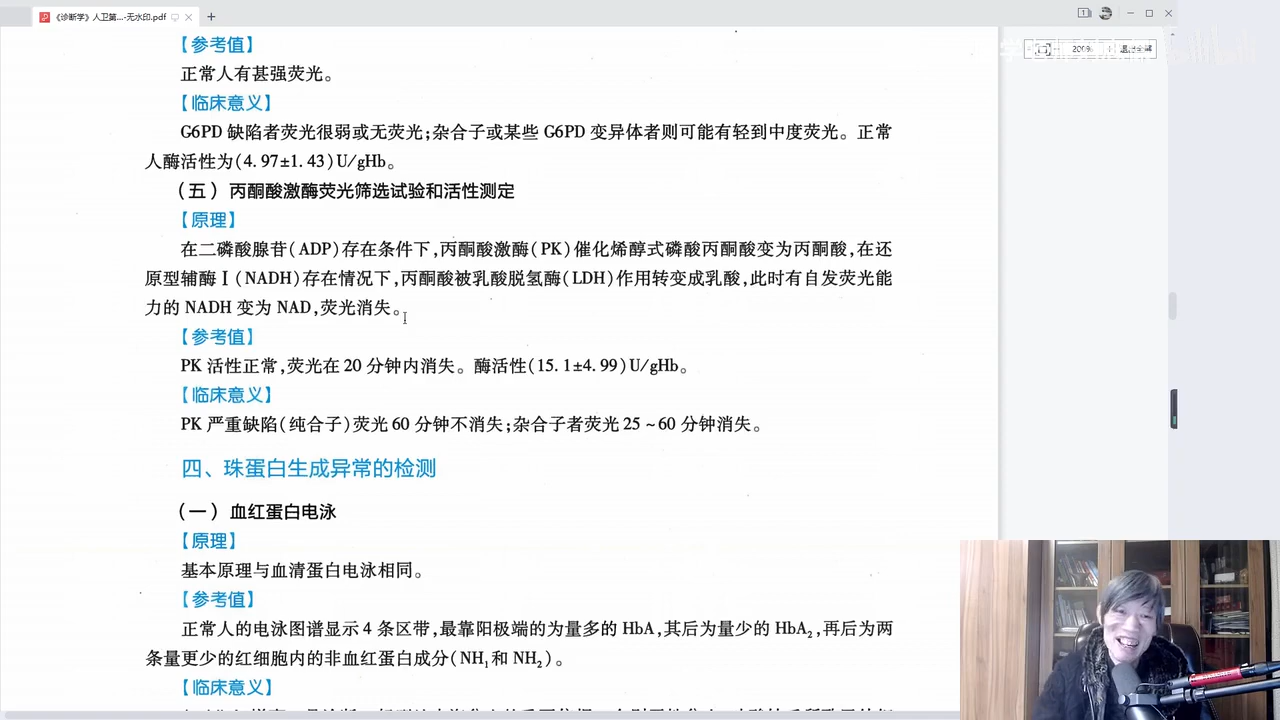 《诊断学》人卫第...-无水印.pdf
【参考值】
正常人有甚强荧光。
【临床意义】
G6PD 缺陷者荧光很弱或无荧光;杂合子或某些 G6PD 变异体者则可能有轻到中度荧光。正常
人酶活性为(4.97±1.43)U/gHb。
（五）丙酮酸激酶荧光筛选试验和活性测定
【原理】
在二磷酸腺苷(ADP)存在条件下,丙酮酸激酶(PK)催化烯醇式磷酸丙酮酸变为丙酮酸,在还
原型辅酶Ⅰ(NADH)存在情况下,丙酮酸被乳酸脱氢酶(LDH)作用转变成乳酸,此时有自发荧光能
力的 NADH 变为 NAD,荧光消失。
【参考值】
PK 活性正常,荧光在 20 分钟内消失。酶活性(15.1±4.99)U/gHb。
【临床意义】
PK 严重缺陷(纯合子)荧光 60 分钟不消失;杂合子者荧光 25～60 分钟消失。
四、珠蛋白生成异常的检测
（一）血红蛋白电泳
【原理】
基本原理与血清蛋白电泳相同。
【参考值】
正常人的电泳图谱显示 4 条区带,最靠阳极端的为量多的 HbA,其后为量少的 HbA₂,再后为两
条量更少的红细胞内的非血红蛋白成分(NH₁和 NH₂)。
【临床意义】